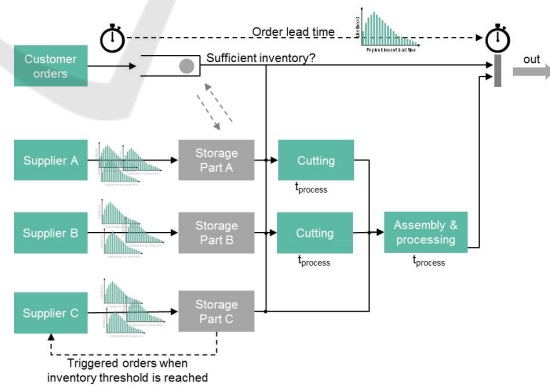 Order lead time
Customer
orders
Sufficient inventory?
out
Supplier A
Storage
Part A
Cutting
tprocess
Supplier B
Storage
Part B
Cutting
Assembly &
processing
tprocess
tprocess
Supplier C
Storage
Part C
Triggered orders when
inventory threshold is reached